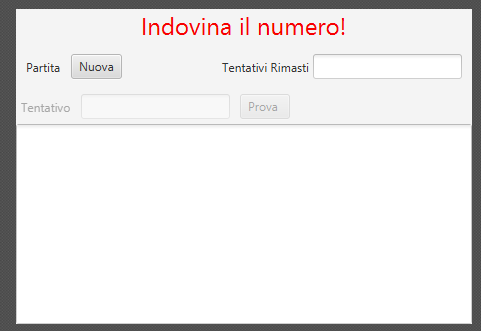 Indovina il numero!
Partita Nuova Tentativi Rimasti
Tentativo Prova